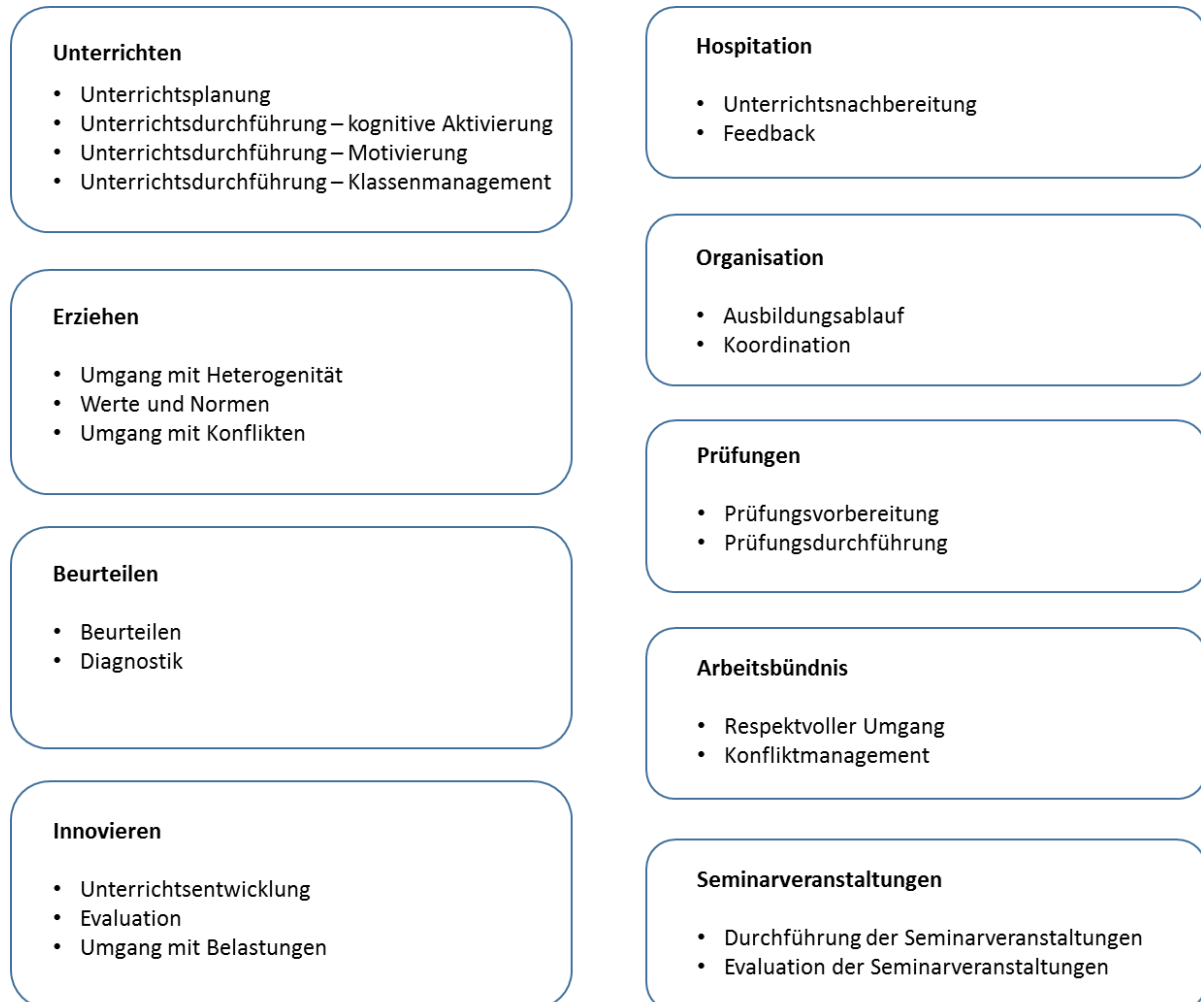 Unterrichten
• Unterrichtsplanung
• Unterrichtsdurchführung – kognitive Aktivierung
• Unterrichtsdurchführung – Motivierung
• Unterrichtsdurchführung – Klassenmanagement
Erziehen
• Umgang mit Heterogenität
• Werte und Normen
• Umgang mit Konflikten
Beurteilen
• Beurteilen
• Diagnostik
Innovieren
• Unterrichtsentwicklung
• Evaluation
• Umgang mit Belastungen
Hospitation
• Unterrichtsnachbereitung
• Feedback
Organisation
• Ausbildungsablauf
• Koordination
Prüfungen
• Prüfungsvorbereitung
• Prüfungsdurchführung
Arbeitsbündnis
• Respektvoller Umgang
• Konfliktmanagement
Seminarveranstaltungen
• Durchführung der Seminarveranstaltungen
• Evaluation der Seminarveranstaltungen